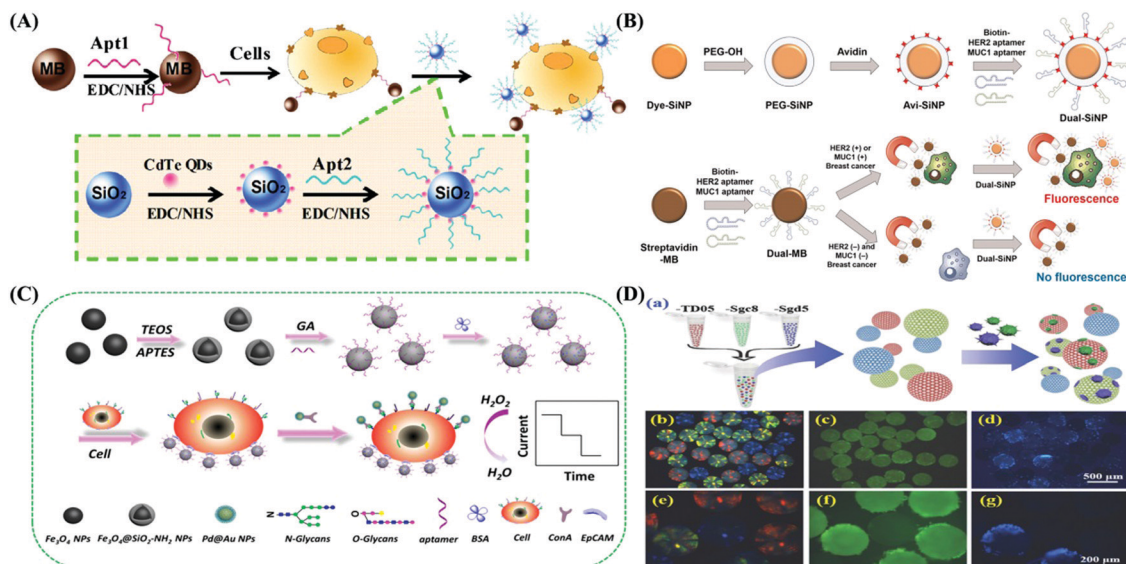 (A)
Apt1
MB
EDC/NHS
MB
Cells
CdTe QDs
SiO₂
EDC/NHS
SiO₂
Apt2
EDC/NHS
SiO₂
(B)
PEG-OH
Avidin
Biotin-
HER2 aptamer
MUC1 aptamer
Dye-SiNP
PEG-SiNP
Avi-SiNP
Dual-SiNP
Biotin-
HER2 aptamer
MUC1 aptamer
HER2 (+) or
MUC1 (+)
Breast cancer
Dual-SiNP
Fluorescence
Streptavidin
-MB
Dual-MB
HER2 (–) and
MUC1 (–)
Breast cancer
Dual-SiNP
No fluorescence
(C)
TEOS
APTES
GA
Cell
H₂O₂
H₂O
Current
Time
Fe₃O₄ NPs
Fe₃O₄@SiO₂-NH₂ NPs
Pd@Au NPs
N
N-Glycans
O
O-Glycans
aptamer
BSA
Cell
ConA
EpCAM
(D)
(a)
-TD05
-Sgc8
-Sgd5
(b)
(c)
(d)
500 μm
(e)
(f)
(g)
200 μm